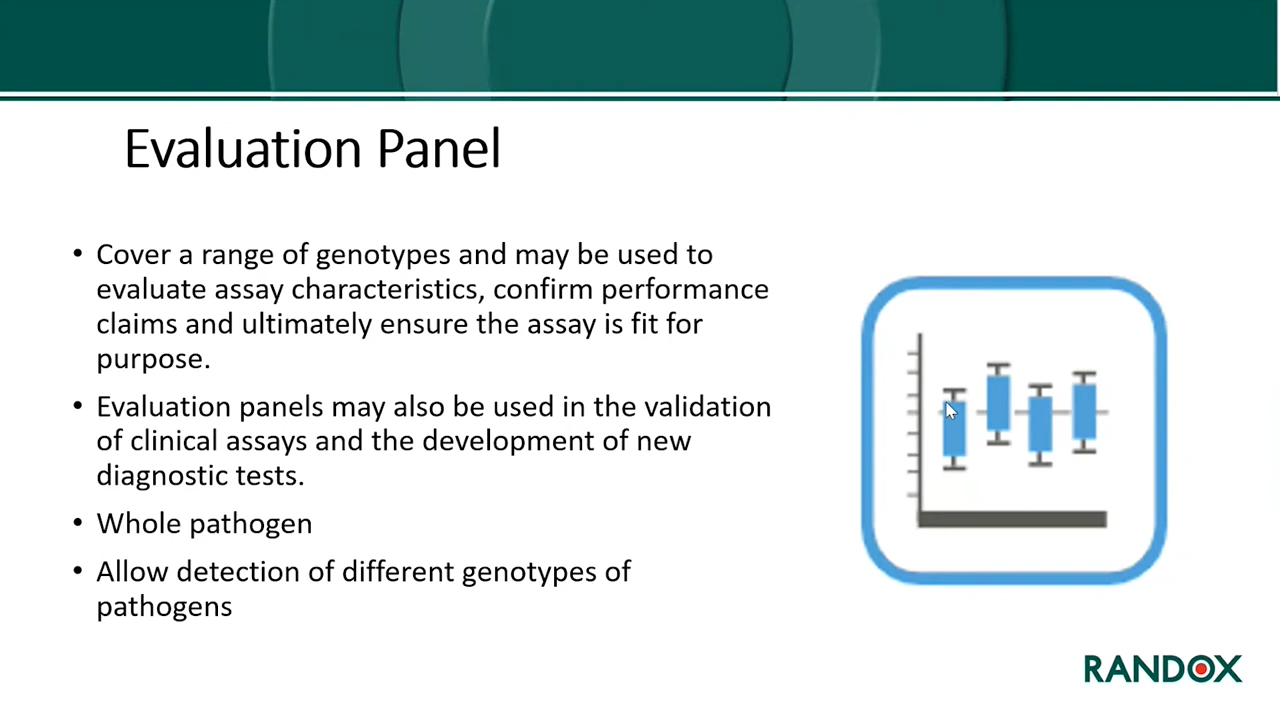 Evaluation Panel
• Cover a range of genotypes and may be used to
evaluate assay characteristics, confirm performance
claims and ultimately ensure the assay is fit for
purpose.
• Evaluation panels may also be used in the validation
of clinical assays and the development of new
diagnostic tests.
• Whole pathogen
• Allow detection of different genotypes of
pathogens
RANDOX